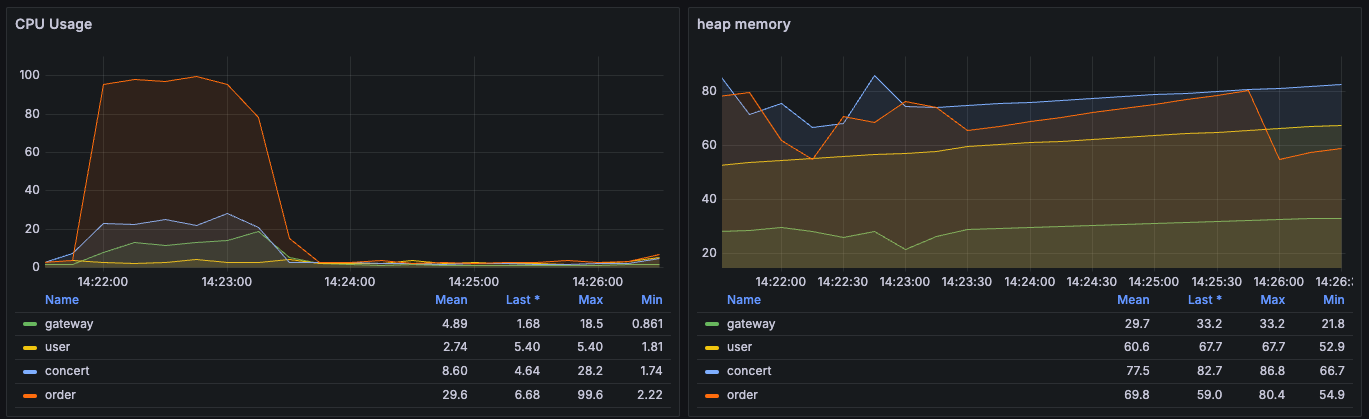 CPU Usage
100
80
60
40
20
0
14:22:00 14:23:00 14:24:00 14:25:00 14:26:00
Name Mean Last * Max Min
gateway 4.89 1.68 18.5 0.861
user 2.74 5.40 5.40 1.81
concert 8.60 4.64 28.2 1.74
order 29.6 6.68 99.6 2.22
heap memory
80
60
40
20
14:22:00 14:22:30 14:23:00 14:23:30 14:24:00 14:24:30 14:25:00 14:25:30 14:26:00 14:26:
Name Mean Last * Max Min
gateway 29.7 33.2 33.2 21.8
user 60.6 67.7 67.7 52.9
concert 77.5 82.7 86.8 66.7
order 69.8 59.0 80.4 54.9